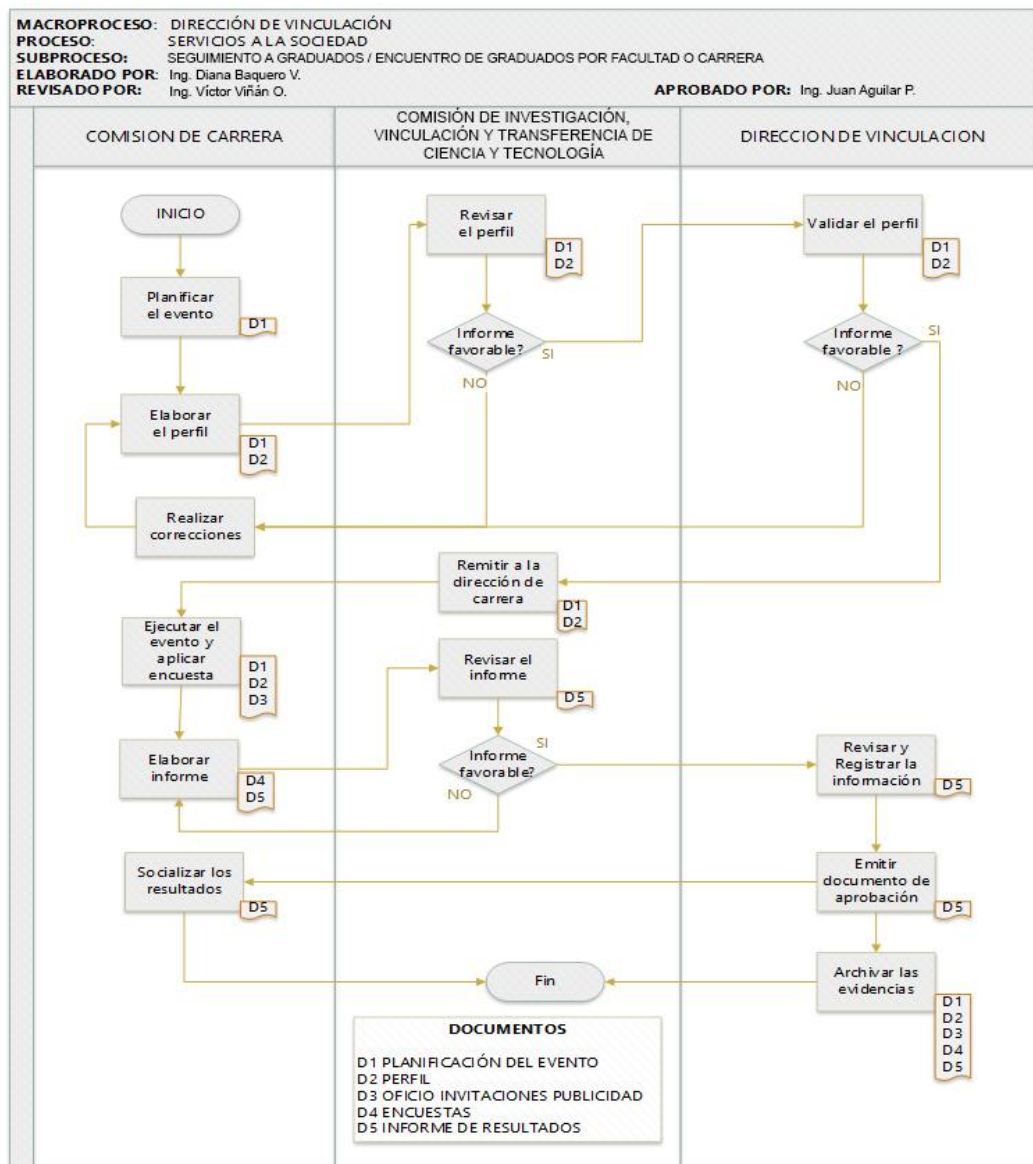 MACROPROCESO: DIRECCIÓN DE VINCULACIÓN
PROCESO: SERVICIOS A LA SOCIEDAD
SUBPROCESO: SEGUIMIENTO A GRADUADOS / ENCUENTRO DE GRADUADOS POR FACULTAD O CARRERA
ELABORADO POR: Ing. Diana Baquero V.
REVISADO POR: Ing. Víctor Viñán O. APROBADO POR: Ing. Juan Aguilar P.
COMISION DE CARRERA
COMISIÓN DE INVESTIGACIÓN,
VINCULACIÓN Y TRANSFERENCIA DE
CIENCIA Y TECNOLOGÍA
DIRECCION DE VINCULACION
INICIO
Revisar
el perfil
D1
D2
Validar el perfil
D1
D2
Planificar
el evento
D1
Informe
favorable?
SI
NO
Informe
favorable ?
SI
NO
Elaborar
el perfil
D1
D2
Realizar
correcciones
Remitir a la
dirección de
carrera
D1
D2
Ejecutar el
evento y
aplicar
encuesta
D1
D2
D3
Revisar el
informe
D5
Elaborar
informe
D4
D5
Informe
favorable?
SI
NO
Revisar y
Registrar la
información
D5
Socializar los
resultados
D5
Emitir
documento de
aprobación
D5
Fin
Archivar las
evidencias
D1
D2
D3
D4
D5
DOCUMENTOS
D1 PLANIFICACIÓN DEL EVENTO
D2 PERFIL
D3 OFICIO INVITACIONES PUBLICIDAD
D4 ENCUESTAS
D5 INFORME DE RESULTADOS